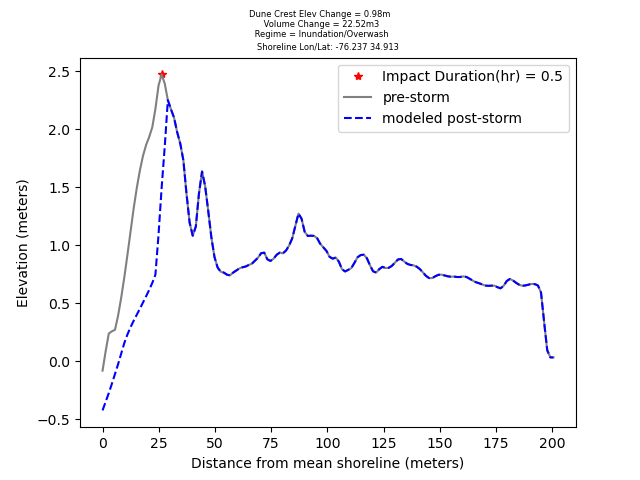 Dune Crest Elev Change = 0.98m
Volume Change = 22.52m3
Regime = Inundation/Overwash
Shoreline Lon/Lat: -76.237 34.913
Impact Duration(hr) = 0.5
pre-storm
modeled post-storm
Elevation (meters)
2.5
2.0
1.5
1.0
0.5
0.0
−0.5
0 25 50 75 100 125 150 175 200
Distance from mean shoreline (meters)